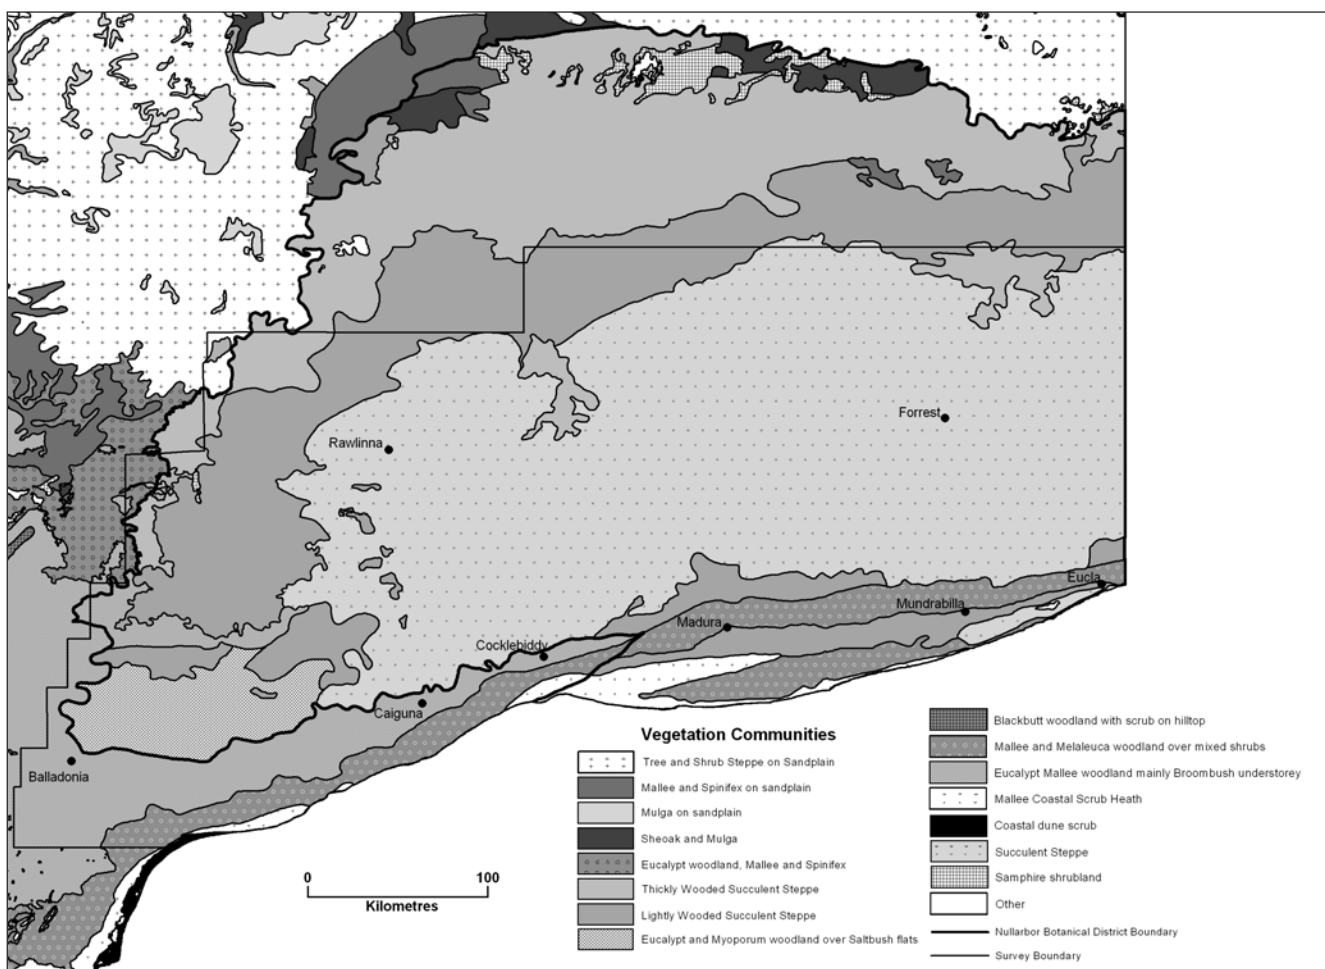 Forrest
Rawlinna
Eucla
Mundrabilla
Madura
Cocklebiddy
Caiguna
Balladonia
Vegetation Communities
Tree and Shrub Steppe on Sandplain
Mallee and Spinifex on sandplain
Mulga on sandplain
Sheoak and Mulga
Eucalypt woodland, Mallee and Spinifex
Thickly Wooded Succulent Steppe
Lightly Wooded Succulent Steppe
Eucalypt and Myoporum woodland over Saltbush flats
Blackbutt woodland with scrub on hilltop
Mallee and Melaleuca woodland over mixed shrubs
Eucalypt Mallee woodland mainly Broombush understorey
Mallee Coastal Scrub Heath
Coastal dune scrub
Succulent Steppe
Samphire shrubland
Other
Nullarbor Botanical District Boundary
Survey Boundary
0 100
Kilometres